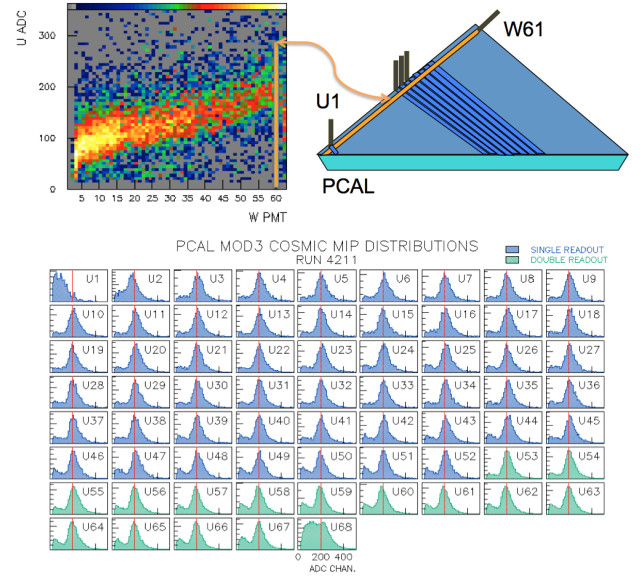 U ADC
300
200
100
0
5 10 15 20 25 30 35 40 45 50 55 60
W PMT
W61
U1
PCAL
PCAL MOD3 COSMIC MIP DISTRIBUTIONS
RUN 4211
SINGLE READOUT
DOUBLE READOUT
U1 U2 U3 U4 U5 U6 U7 U8 U9
U10 U11 U12 U13 U14 U15 U16 U17 U18
U19 U20 U21 U22 U23 U24 U25 U26 U27
U28 U29 U30 U31 U32 U33 U34 U35 U36
U37 U38 U39 U40 U41 U42 U43 U44 U45
U46 U47 U48 U49 U50 U51 U52 U53 U54
U55 U56 U57 U58 U59 U60 U61 U62 U63
U64 U65 U66 U67 U68
0 200 400
ADC CHAN.